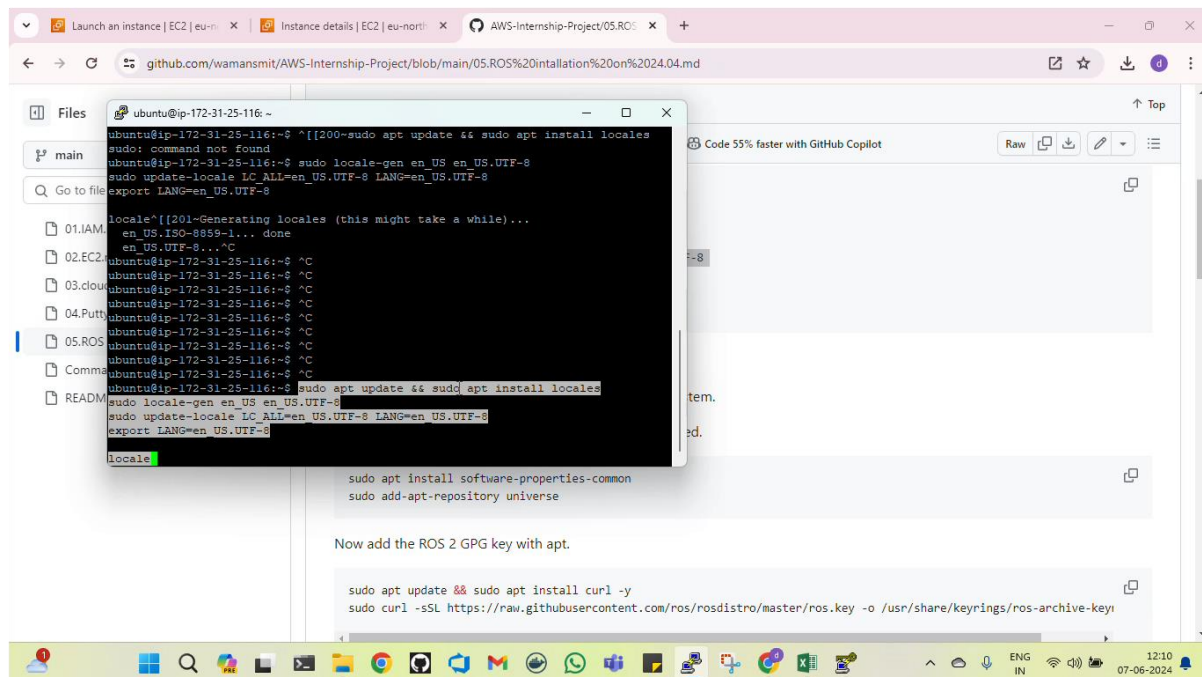 Launch an instance | EC2 | eu-n
Instance details | EC2 | eu-north
AWS-Internship-Project/05.ROS
github.com/wamansmit/AWS-Internship-Project/blob/main/05.ROS%20intallation%20on%202024.04.md
Files
Top
main
Code 55% faster with GitHub Copilot
Raw
Go to file
01.IAM.
02.EC2.
03.clou
04.Putty
05.ROS
Comma
READM
ubuntu@ip-172-31-25-116: ~
ubuntu@ip-172-31-25-116:~$ ^[[200~sudo apt update && sudo apt install locales
sudo: command not found
ubuntu@ip-172-31-25-116:~$ sudo locale-gen en_US en_US.UTF-8
sudo update-locale LC_ALL=en_US.UTF-8 LANG=en_US.UTF-8
export LANG=en_US.UTF-8
locale^[[201~Generating locales (this might take a while)...
en_US.ISO-8859-1... done
en_US.UTF-8...^C
ubuntu@ip-172-31-25-116:~$ ^C
ubuntu@ip-172-31-25-116:~$ ^C
ubuntu@ip-172-31-25-116:~$ ^C
ubuntu@ip-172-31-25-116:~$ ^C
ubuntu@ip-172-31-25-116:~$ ^C
ubuntu@ip-172-31-25-116:~$ ^C
ubuntu@ip-172-31-25-116:~$ ^C
ubuntu@ip-172-31-25-116:~$ ^C
ubuntu@ip-172-31-25-116:~$ ^C
ubuntu@ip-172-31-25-116:~$ sudo apt update && sudo apt install locales
sudo locale-gen en_US en_US.UTF-8
sudo update-locale LC_ALL=en_US.UTF-8 LANG=en_US.UTF-8
export LANG=en_US.UTF-8
locale
F-8
tem.
ed.
sudo apt install software-properties-common
sudo add-apt-repository universe
Now add the ROS 2 GPG key with apt.
sudo apt update && sudo apt install curl -y
sudo curl -sSL https://raw.githubusercontent.com/ros/rosdistro/master/ros.key -o /usr/share/keyrings/ros-archive-keyr
1
PRE
ENG
IN
12:10
07-06-2024